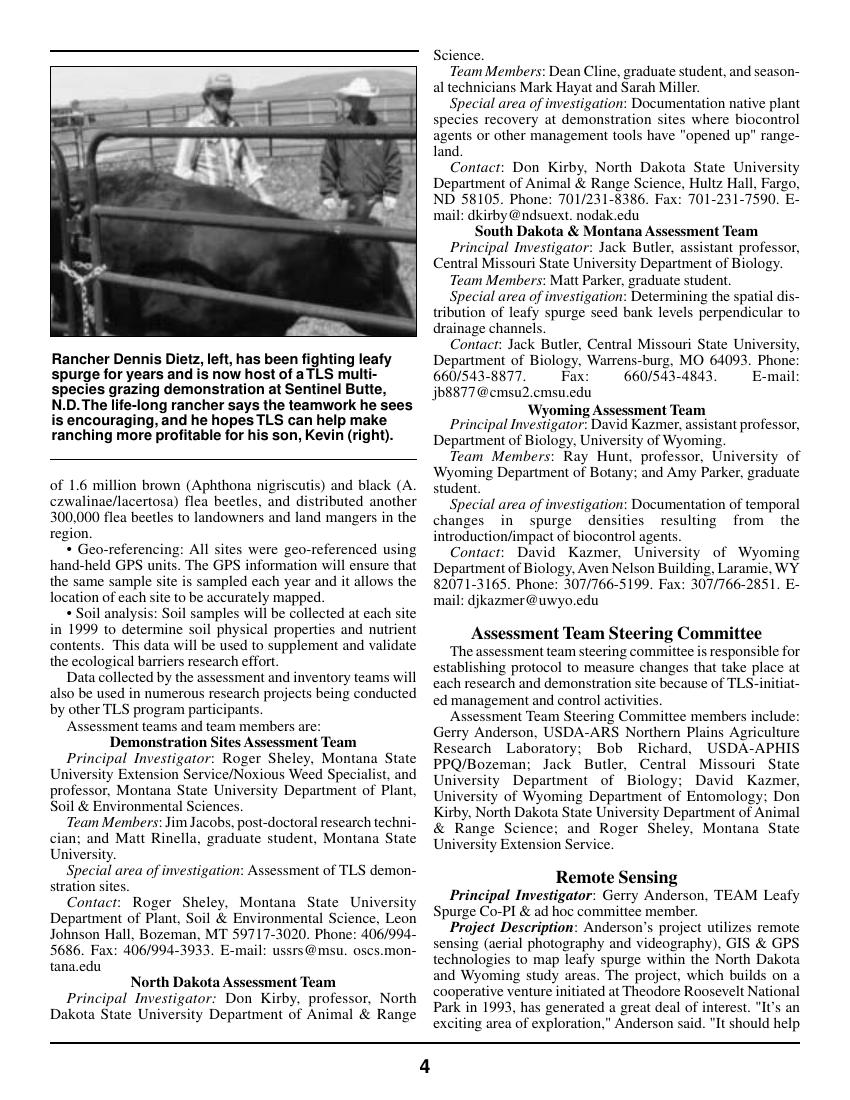 Rancher Dennis Dietz, left, has been fighting leafy
spurge for years and is now host of a TLS multi-
species grazing demonstration at Sentinel Butte,
N.D. The life-long rancher says the teamwork he sees
is encouraging, and he hopes TLS can help make
ranching more profitable for his son, Kevin (right).
of 1.6 million brown (Aphthona nigriscutis) and black (A.
czwalinae/lacertosa) flea beetles, and distributed another
300,000 flea beetles to landowners and land mangers in the
region.
• Geo-referencing: All sites were geo-referenced using
hand-held GPS units. The GPS information will ensure that
the same sample site is sampled each year and it allows the
location of each site to be accurately mapped.
• Soil analysis: Soil samples will be collected at each site
in 1999 to determine soil physical properties and nutrient
contents. This data will be used to supplement and validate
the ecological barriers research effort.
Data collected by the assessment and inventory teams will
also be used in numerous research projects being conducted
by other TLS program participants.
Assessment teams and team members are:
Demonstration Sites Assessment Team
Principal Investigator: Roger Sheley, Montana State
University Extension Service/Noxious Weed Specialist, and
professor, Montana State University Department of Plant,
Soil & Environmental Sciences.
Team Members: Jim Jacobs, post-doctoral research techni-
cian; and Matt Rinella, graduate student, Montana State
University.
Special area of investigation: Assessment of TLS demon-
stration sites.
Contact: Roger Sheley, Montana State University
Department of Plant, Soil & Environmental Science, Leon
Johnson Hall, Bozeman, MT 59717-3020. Phone: 406/994-
5686. Fax: 406/994-3933. E-mail: ussrs@msu. oscs.mon-
tana.edu
North Dakota Assessment Team
Principal Investigator: Don Kirby, professor, North
Dakota State University Department of Animal & Range
Science.
Team Members: Dean Cline, graduate student, and season-
al technicians Mark Hayat and Sarah Miller.
Special area of investigation: Documentation native plant
species recovery at demonstration sites where biocontrol
agents or other management tools have "opened up" range-
land.
Contact: Don Kirby, North Dakota State University
Department of Animal & Range Science, Hultz Hall, Fargo,
ND 58105. Phone: 701/231-8386. Fax: 701-231-7590. E-
mail: dkirby@ndsuext. nodak.edu
South Dakota & Montana Assessment Team
Principal Investigator: Jack Butler, assistant professor,
Central Missouri State University Department of Biology.
Team Members: Matt Parker, graduate student.
Special area of investigation: Determining the spatial dis-
tribution of leafy spurge seed bank levels perpendicular to
drainage channels.
Contact: Jack Butler, Central Missouri State University,
Department of Biology, Warrens-burg, MO 64093. Phone:
660/543-8877. Fax: 660/543-4843. E-mail:
jb8877@cmsu2.cmsu.edu
Wyoming Assessment Team
Principal Investigator: David Kazmer, assistant professor,
Department of Biology, University of Wyoming.
Team Members: Ray Hunt, professor, University of
Wyoming Department of Botany; and Amy Parker, graduate
student.
Special area of investigation: Documentation of temporal
changes in spurge densities resulting from the
introduction/impact of biocontrol agents.
Contact: David Kazmer, University of Wyoming
Department of Biology, Aven Nelson Building, Laramie, WY
82071-3165. Phone: 307/766-5199. Fax: 307/766-2851. E-
mail: djkazmer@uwyo.edu
Assessment Team Steering Committee
The assessment team steering committee is responsible for
establishing protocol to measure changes that take place at
each research and demonstration site because of TLS-initiat-
ed management and control activities.
Assessment Team Steering Committee members include:
Gerry Anderson, USDA-ARS Northern Plains Agriculture
Research Laboratory; Bob Richard, USDA-APHIS
PPQ/Bozeman; Jack Butler, Central Missouri State
University Department of Biology; David Kazmer,
University of Wyoming Department of Entomology; Don
Kirby, North Dakota State University Department of Animal
& Range Science; and Roger Sheley, Montana State
University Extension Service.
Remote Sensing
Principal Investigator: Gerry Anderson, TEAM Leafy
Spurge Co-PI & ad hoc committee member.
Project Description: Anderson's project utilizes remote
sensing (aerial photography and videography), GIS & GPS
technologies to map leafy spurge within the North Dakota
and Wyoming study areas. The project, which builds on a
cooperative venture initiated at Theodore Roosevelt National
Park in 1993, has generated a great deal of interest. "It's an
exciting area of exploration," Anderson said. "It should help
4